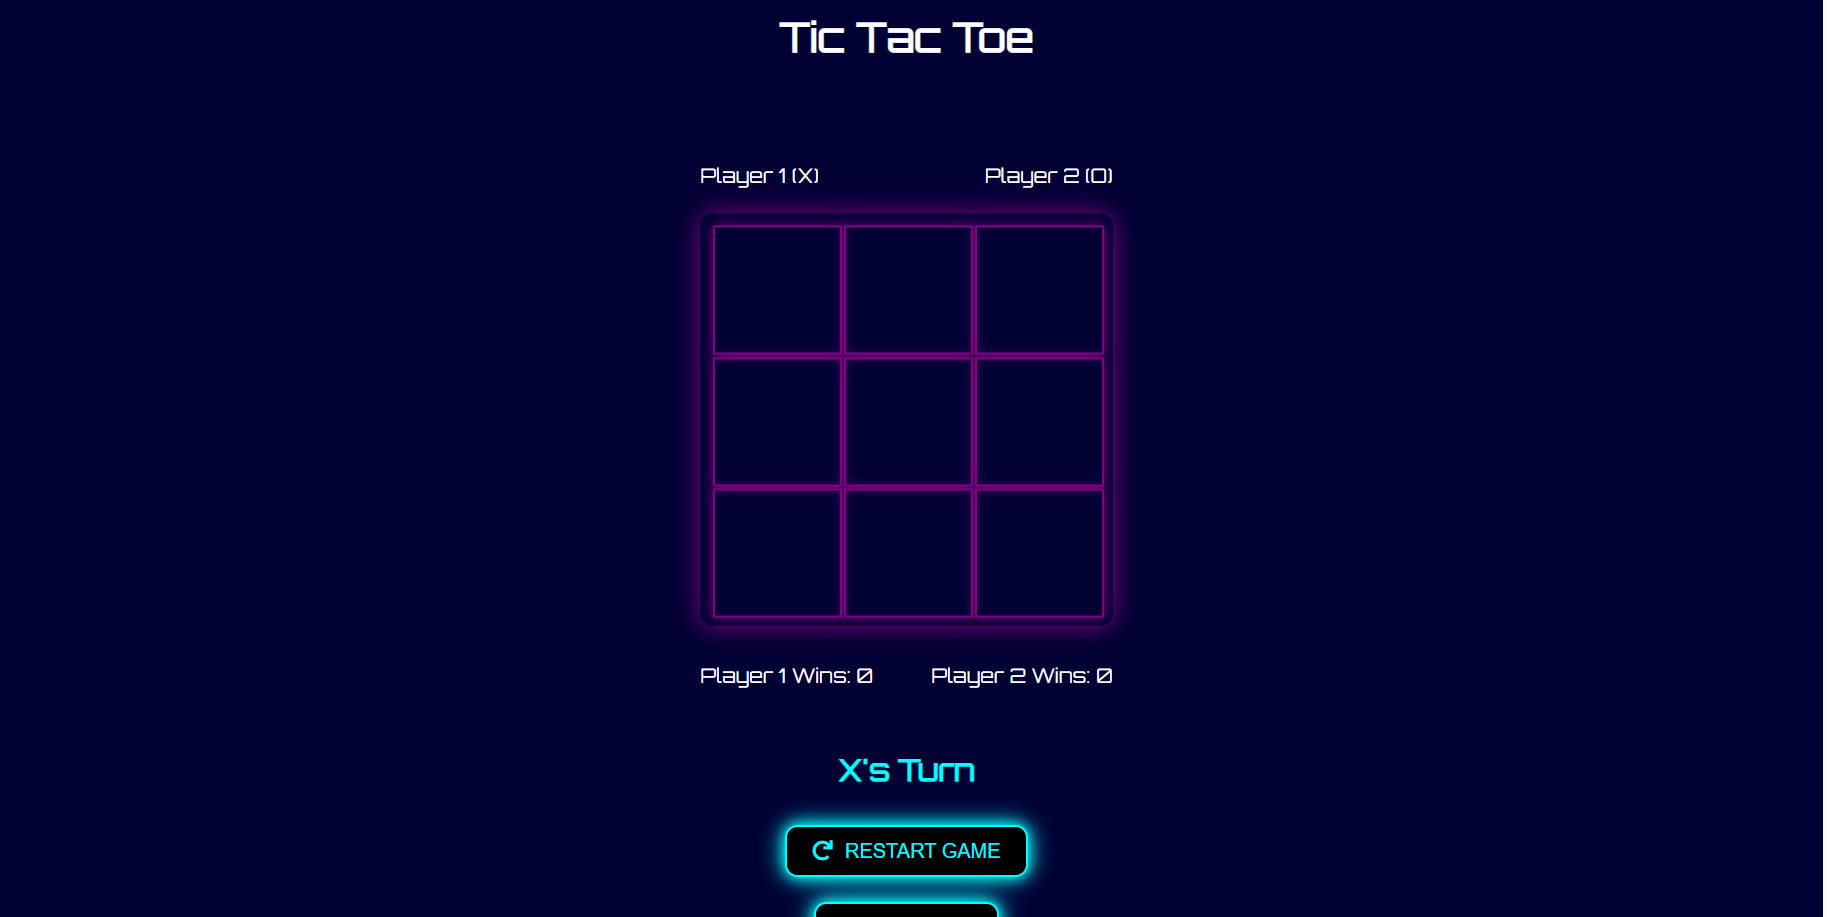 Tic Tac Toe
Player 1 (X) Player 2 (O)
Player 1 Wins: 0 Player 2 Wins: 0
X's Turn
RESTART GAME